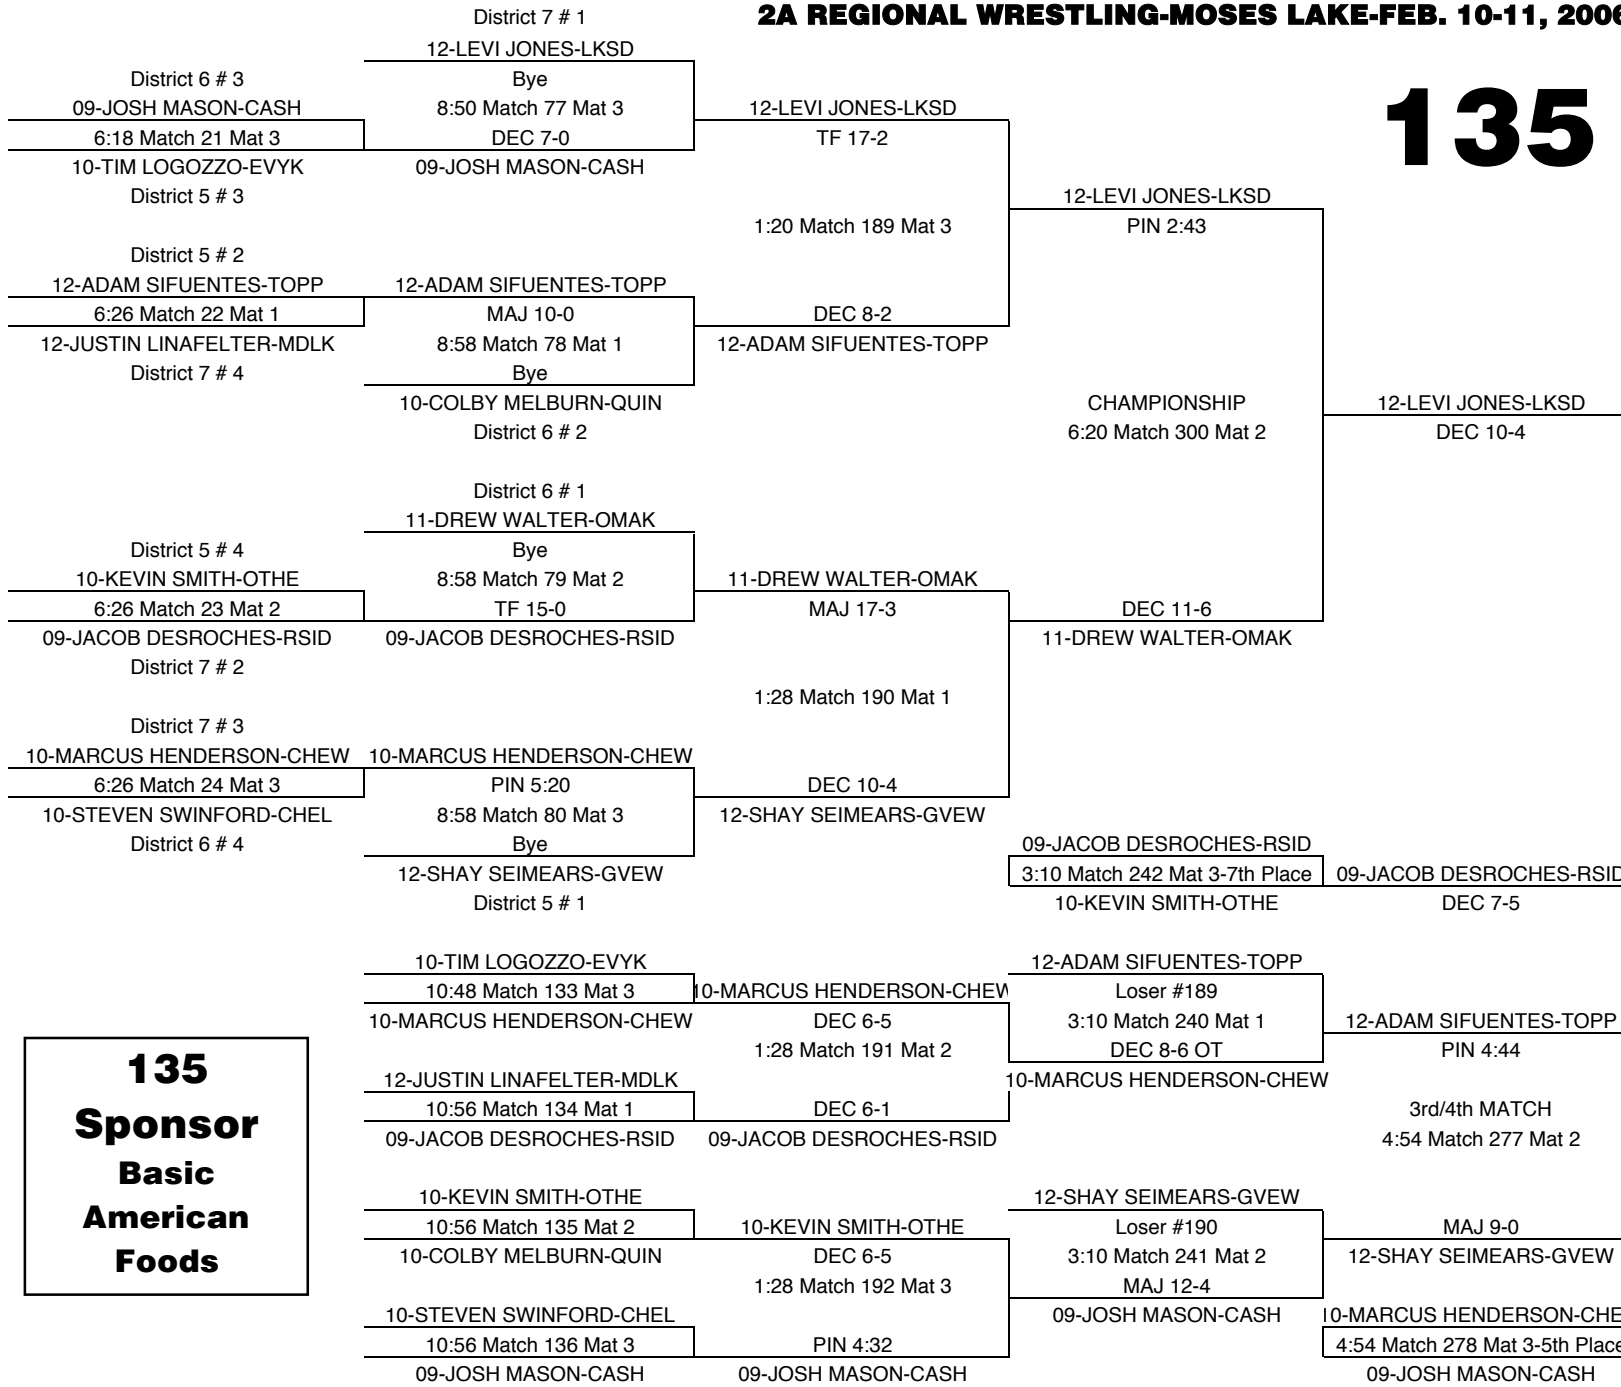 District 7 # 1
2A REGIONAL WRESTLING-MOSES LAKE-FEB. 10-11, 2006
12-LEVI JONES-LKSD
District 6 # 3
Bye
09-JOSH MASON-CASH
8:50 Match 77 Mat 3
12-LEVI JONES-LKSD
135
6:18 Match 21 Mat 3
DEC 7-0
TF 17-2
10-TIM LOGOZZO-EVYK
09-JOSH MASON-CASH
District 5 # 3
12-LEVI JONES-LKSD
1:20 Match 189 Mat 3
PIN 2:43
District 5 # 2
12-ADAM SIFUENTES-TOPP
12-ADAM SIFUENTES-TOPP
6:26 Match 22 Mat 1
MAJ 10-0
DEC 8-2
12-JUSTIN LINAFELTER-MDLK
8:58 Match 78 Mat 1
12-ADAM SIFUENTES-TOPP
District 7 # 4
Bye
10-COLBY MELBURN-QUIN
CHAMPIONSHIP
12-LEVI JONES-LKSD
District 6 # 2
6:20 Match 300 Mat 2
DEC 10-4
District 6 # 1
11-DREW WALTER-OMAK
District 5 # 4
Bye
10-KEVIN SMITH-OTHE
8:58 Match 79 Mat 2
11-DREW WALTER-OMAK
6:26 Match 23 Mat 2
TF 15-0
MAJ 17-3
DEC 11-6
09-JACOB DESROCHES-RSID
09-JACOB DESROCHES-RSID
11-DREW WALTER-OMAK
District 7 # 2
1:28 Match 190 Mat 1
District 7 # 3
10-MARCUS HENDERSON-CHEW
10-MARCUS HENDERSON-CHEW
6:26 Match 24 Mat 3
PIN 5:20
DEC 10-4
10-STEVEN SWINFORD-CHEL
8:58 Match 80 Mat 3
12-SHAY SEIMEARS-GVEW
District 6 # 4
Bye
09-JACOB DESROCHES-RSID
12-SHAY SEIMEARS-GVEW
3:10 Match 242 Mat 3-7th Place
09-JACOB DESROCHES-RSID
District 5 # 1
10-KEVIN SMITH-OTHE
DEC 7-5
10-TIM LOGOZZO-EVYK
12-ADAM SIFUENTES-TOPP
10:48 Match 133 Mat 3
10-MARCUS HENDERSON-CHEW
Loser #189
10-MARCUS HENDERSON-CHEW
DEC 6-5
3:10 Match 240 Mat 1
12-ADAM SIFUENTES-TOPP
1:28 Match 191 Mat 2
DEC 8-6 OT
PIN 4:44
12-JUSTIN LINAFELTER-MDLK
10-MARCUS HENDERSON-CHEW
10:56 Match 134 Mat 1
DEC 6-1
3rd/4th MATCH
09-JACOB DESROCHES-RSID
09-JACOB DESROCHES-RSID
4:54 Match 277 Mat 2
135
Sponsor
Basic
American
Foods
10-KEVIN SMITH-OTHE
12-SHAY SEIMEARS-GVEW
10:56 Match 135 Mat 2
10-KEVIN SMITH-OTHE
Loser #190
MAJ 9-0
10-COLBY MELBURN-QUIN
DEC 6-5
3:10 Match 241 Mat 2
12-SHAY SEIMEARS-GVEW
1:28 Match 192 Mat 3
MAJ 12-4
10-STEVEN SWINFORD-CHEL
09-JOSH MASON-CASH
10-MARCUS HENDERSON-CHE
10:56 Match 136 Mat 3
PIN 4:32
4:54 Match 278 Mat 3-5th Place
09-JOSH MASON-CASH
09-JOSH MASON-CASH
09-JOSH MASON-CASH